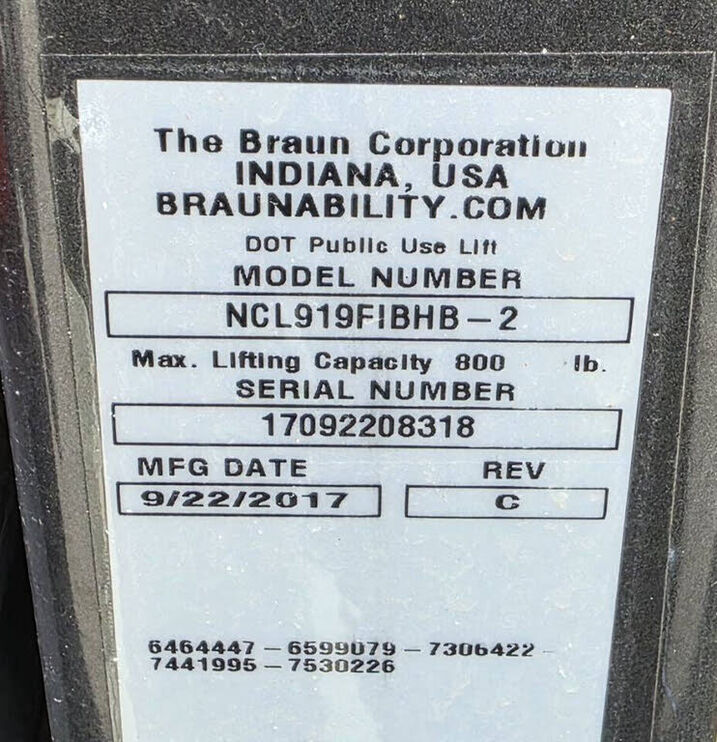 The Braun Corporation
INDIANA, USA
BRAUNABILITY.COM
DOT Public Use Lift
MODEL NUMBER
NCL919FIBHB-2
Max. Lifting Capacity 800 lb.
SERIAL NUMBER
17092208318
MFG DATE REV
9/22/2017 C
6464447-6599079-7306422-
7441995-7530226